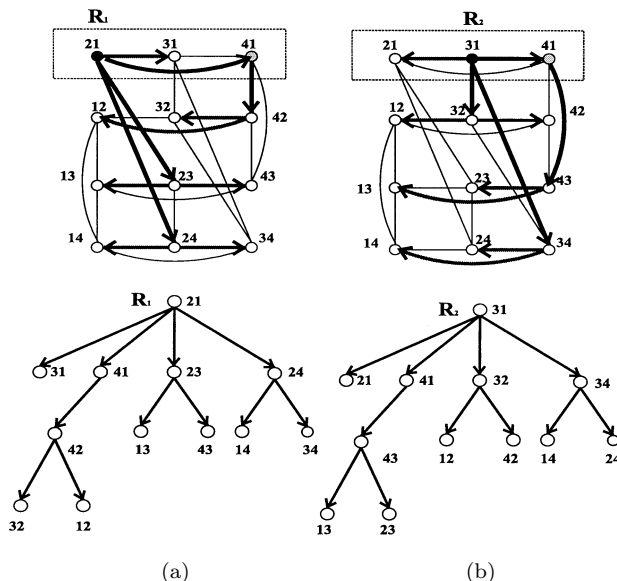 R₁
21 31 41
12 32 42
13 23 43
14 24 34
R₂
21 31 41
12 32 42
13 23 43
14 24 34
R₁ 21
31 41 23 24
42 13 43 14 34
32 12
(a)
R₂ 31
21 41 32 34
43 12 42 14 24
13 23
(b)